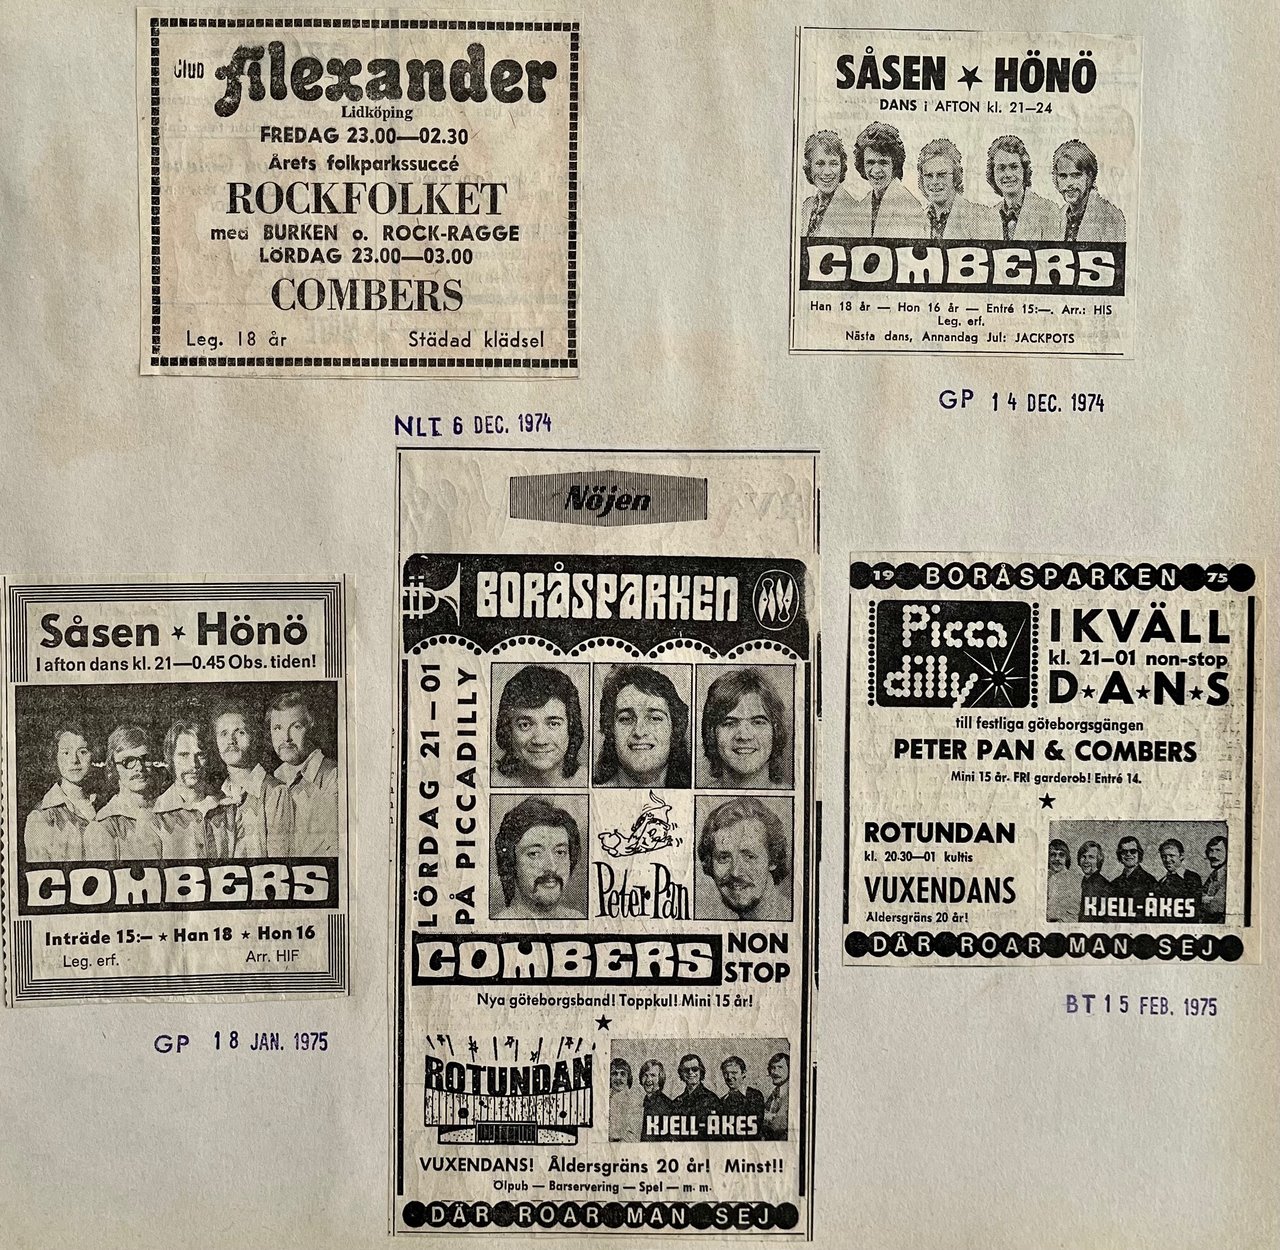 Club Alexander
Lidköping
FREDAG 23.00—02.30
Årets folkparkssuccé
ROCKFOLKET
med BURKEN o. ROCK-RAGGE
LÖRDAG 23.00—03.00
COMBERS
Leg. 18 år Städad klädsel
NLT 6 DEC. 1974
SÅSEN ★ HÖNÖ
DANS i AFTON kl. 21—24
COMBERS
Han 18 år — Hon 16 år — Entré 15:—. Arr.: HIS
Leg. erf.
Nästa dans, Annandag Jul: JACKPOTS
GP 14 DEC. 1974
Såsen ★ Hönö
I afton dans kl. 21—0.45 Obs. tiden!
COMBERS
Inträde 15:— ★ Han 18 ★ Hon 16
Leg. erf. Arr. HIF
GP 18 JAN. 1975
Nöjen
BORÅSPARKEN
LÖRDAG 21—01
PÅ PICCADILLY
Peter Pan
COMBERS NON
STOP
Nya göteborgsband! Toppkul! Mini 15 år!
★
ROTUNDAN
KJELL-ÅKES
VUXENDANS! Åldersgräns 20 år! Minst!!
Ölpub — Barservering — Spel — m. m.
DÄR ROAR MAN SEJ
19 BORÅSPARKEN 75
Picca
dilly
IKVÄLL
kl. 21—01 non-stop
D★A★N★S
till festliga göteborgsgängen
PETER PAN & COMBERS
Mini 15 år. FRI garderob! Entré 14.
★
ROTUNDAN
kl. 20.30—01 kultis
VUXENDANS
Åldersgräns 20 år!
KJELL-ÅKES
DÄR ROAR MAN SEJ
BT 15 FEB. 1975